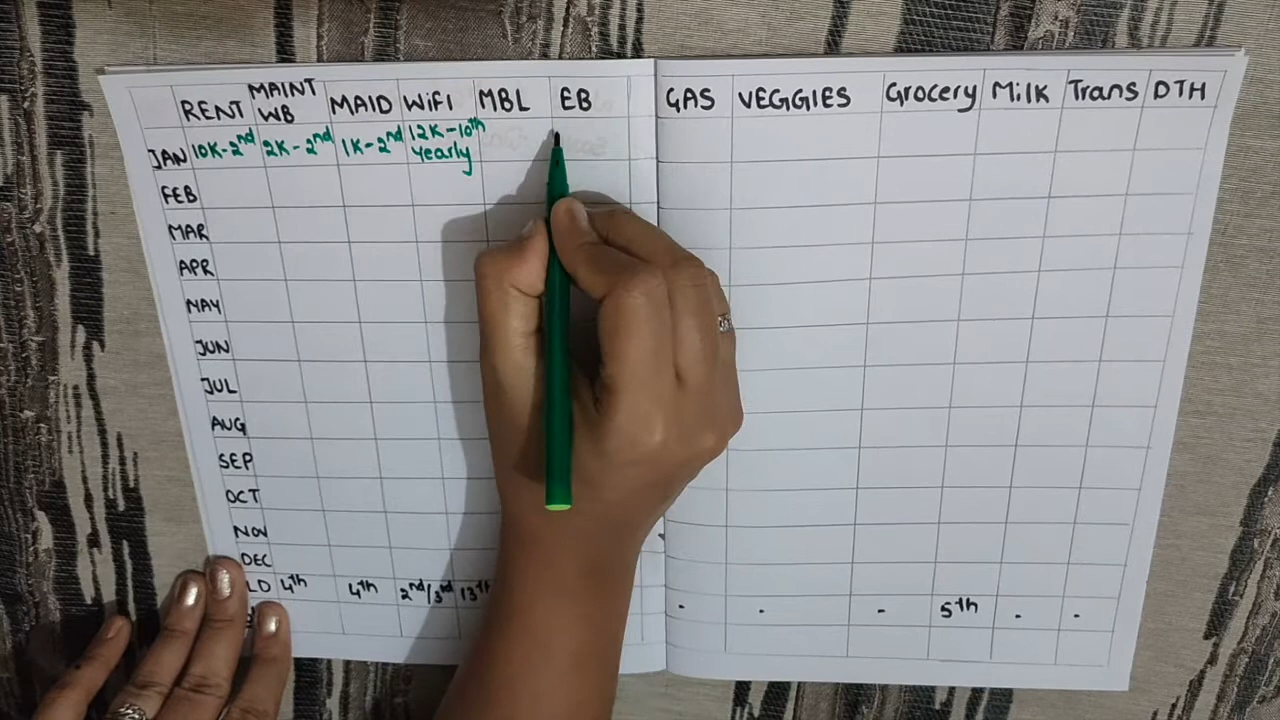 RENT MAINT WB MAID WiFi MBL EB GAS VEGGIES Grocery Milk Trans DTH
JAN 10K-2nd 2K-2nd 1K-2nd 12K-10th yearly
FEB
MAR
APR
MAY
JUN
JUL
AUG
SEP
OCT
NOV
DEC
LD 4th 4th 2nd/3rd 13th - . - 5th . .